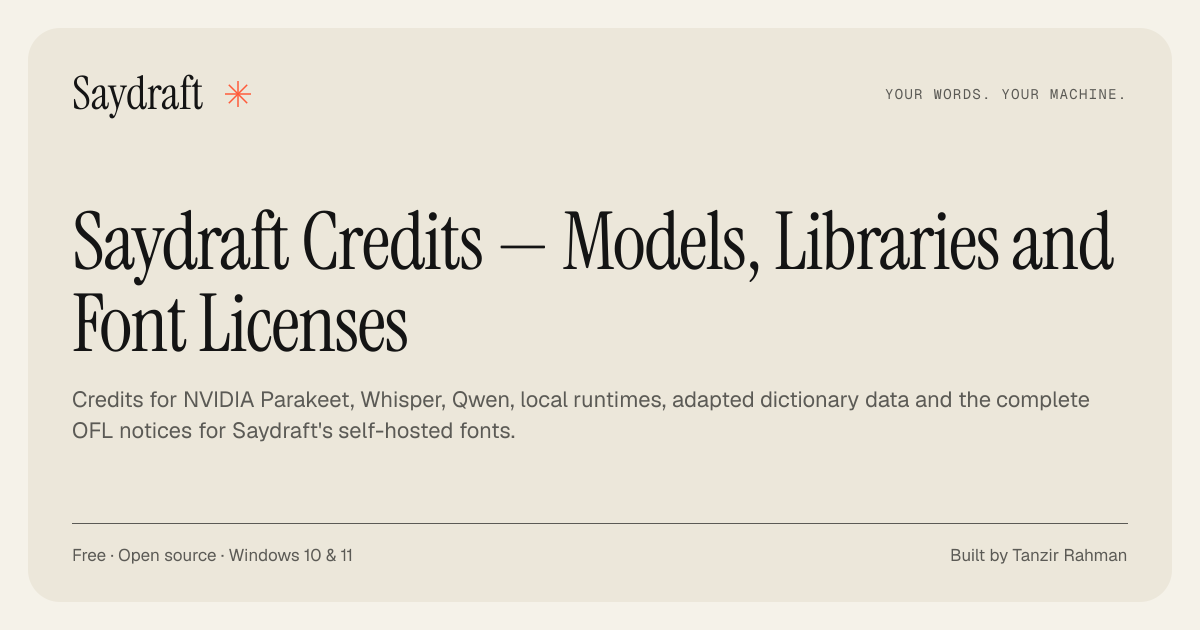 Saydraft
YOUR WORDS. YOUR MACHINE.
Saydraft Credits — Models, Libraries and
Font Licenses
Credits for NVIDIA Parakeet, Whisper, Qwen, local runtimes, adapted dictionary data and the complete
OFL notices for Saydraft's self-hosted fonts.
Free · Open source · Windows 10 & 11
Built by Tanzir Rahman